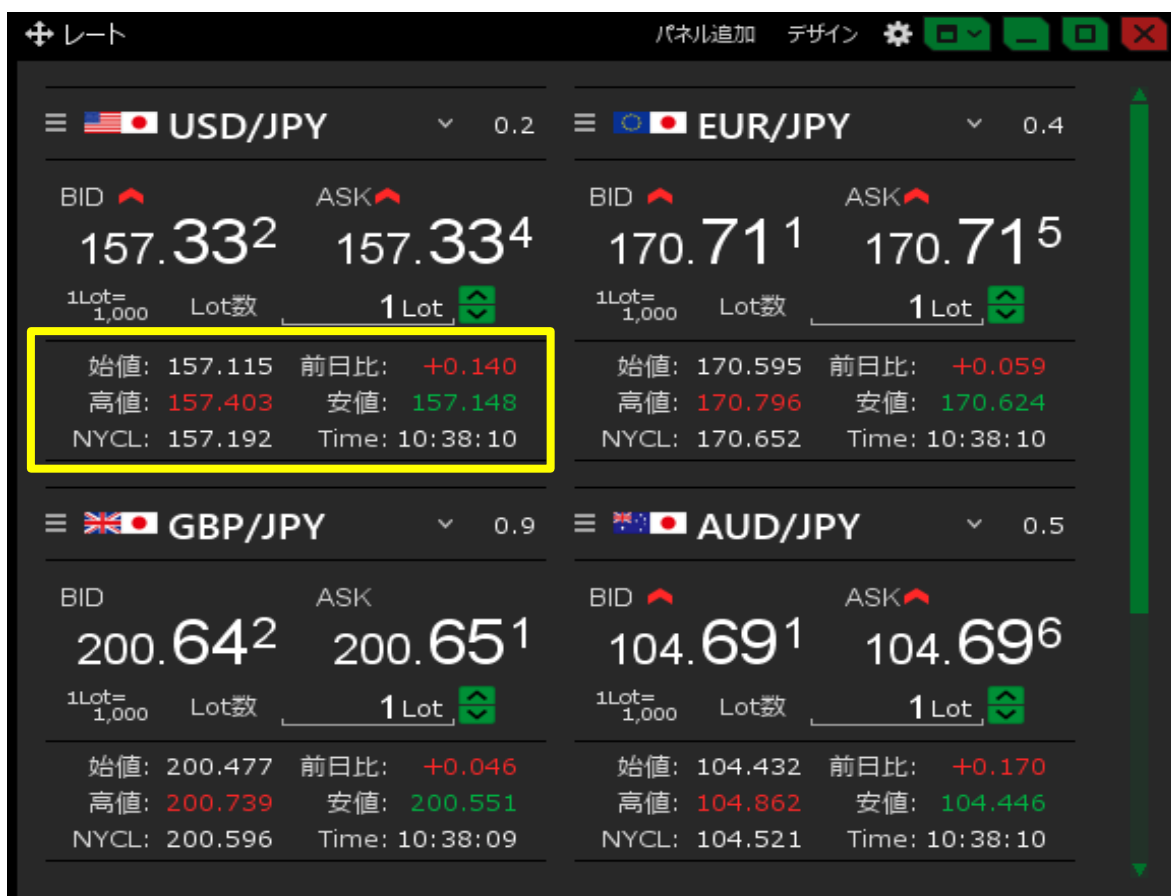 レート パネル追加 デザイン
USD/JPY 0.2
BID ASK
157.332 157.334
1Lot=1,000 Lot数 1 Lot
始値: 157.115 前日比: +0.140
高値: 157.403 安値: 157.148
NYCL: 157.192 Time: 10:38:10
EUR/JPY 0.4
BID ASK
170.711 170.715
1Lot=1,000 Lot数 1 Lot
始値: 170.595 前日比: +0.059
高値: 170.796 安値: 170.624
NYCL: 170.652 Time: 10:38:10
GBP/JPY 0.9
BID ASK
200.642 200.651
1Lot=1,000 Lot数 1 Lot
始値: 200.477 前日比: +0.046
高値: 200.739 安値: 200.551
NYCL: 200.596 Time: 10:38:09
AUD/JPY 0.5
BID ASK
104.691 104.696
1Lot=1,000 Lot数 1 Lot
始値: 104.432 前日比: +0.170
高値: 104.862 安値: 104.446
NYCL: 104.521 Time: 10:38:10